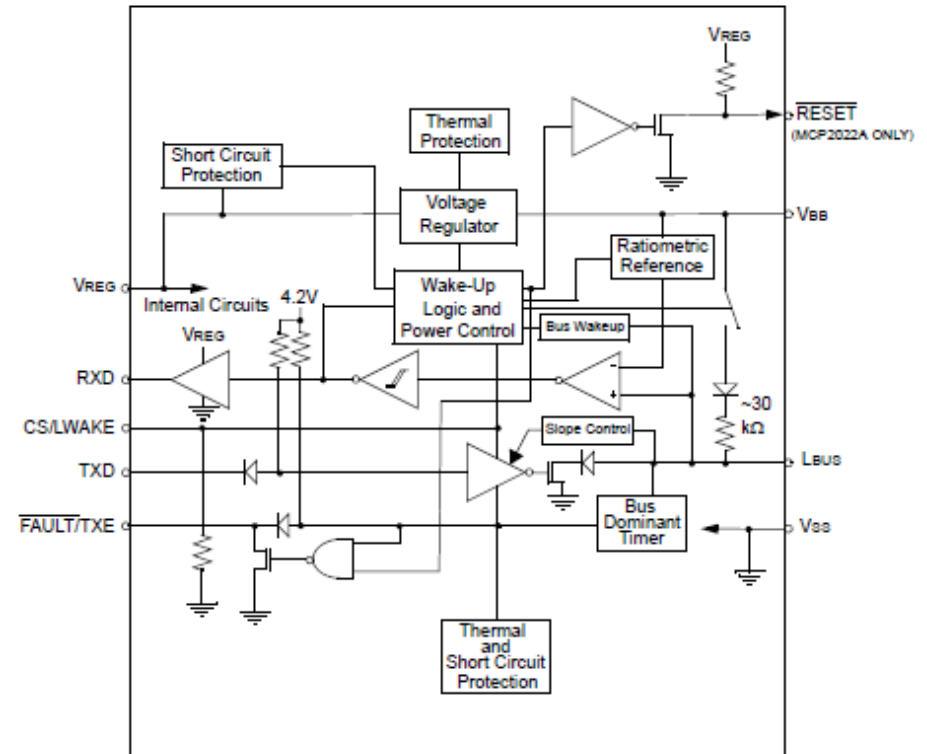 VREG
RESET
(MCP2022A ONLY)
Thermal
Protection
Short Circuit
Protection
Voltage
Regulator
VBB
Ratiometric
Reference
VREG
Internal Circuits
4.2V
Wake-Up
Logic and
Power Control
Bus Wakeup
VREG
RXD
-
+
~30
kΩ
CS/LWAKE
Slope Control
TXD
LBUS
FAULT/TXE
Bus
Dominant
Timer
VSS
Thermal
and
Short Circuit
Protection